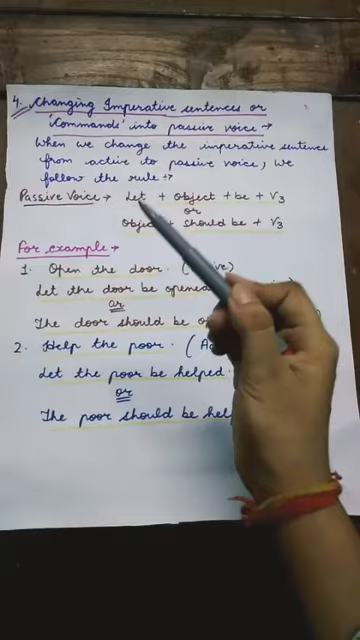 4. Changing Imperative sentences or
'Commands' into passive voice →
When we change the imperative sentences
from active to passive voice, we
follow the rule :→
Passive Voice → Let + Object + be + V3
or
Object + should be + V3
For example →
1. Open the door. (
Let the door be opened
or
The door should be
2. Help the poor. (
Let the poor be helped.
or
The poor should be